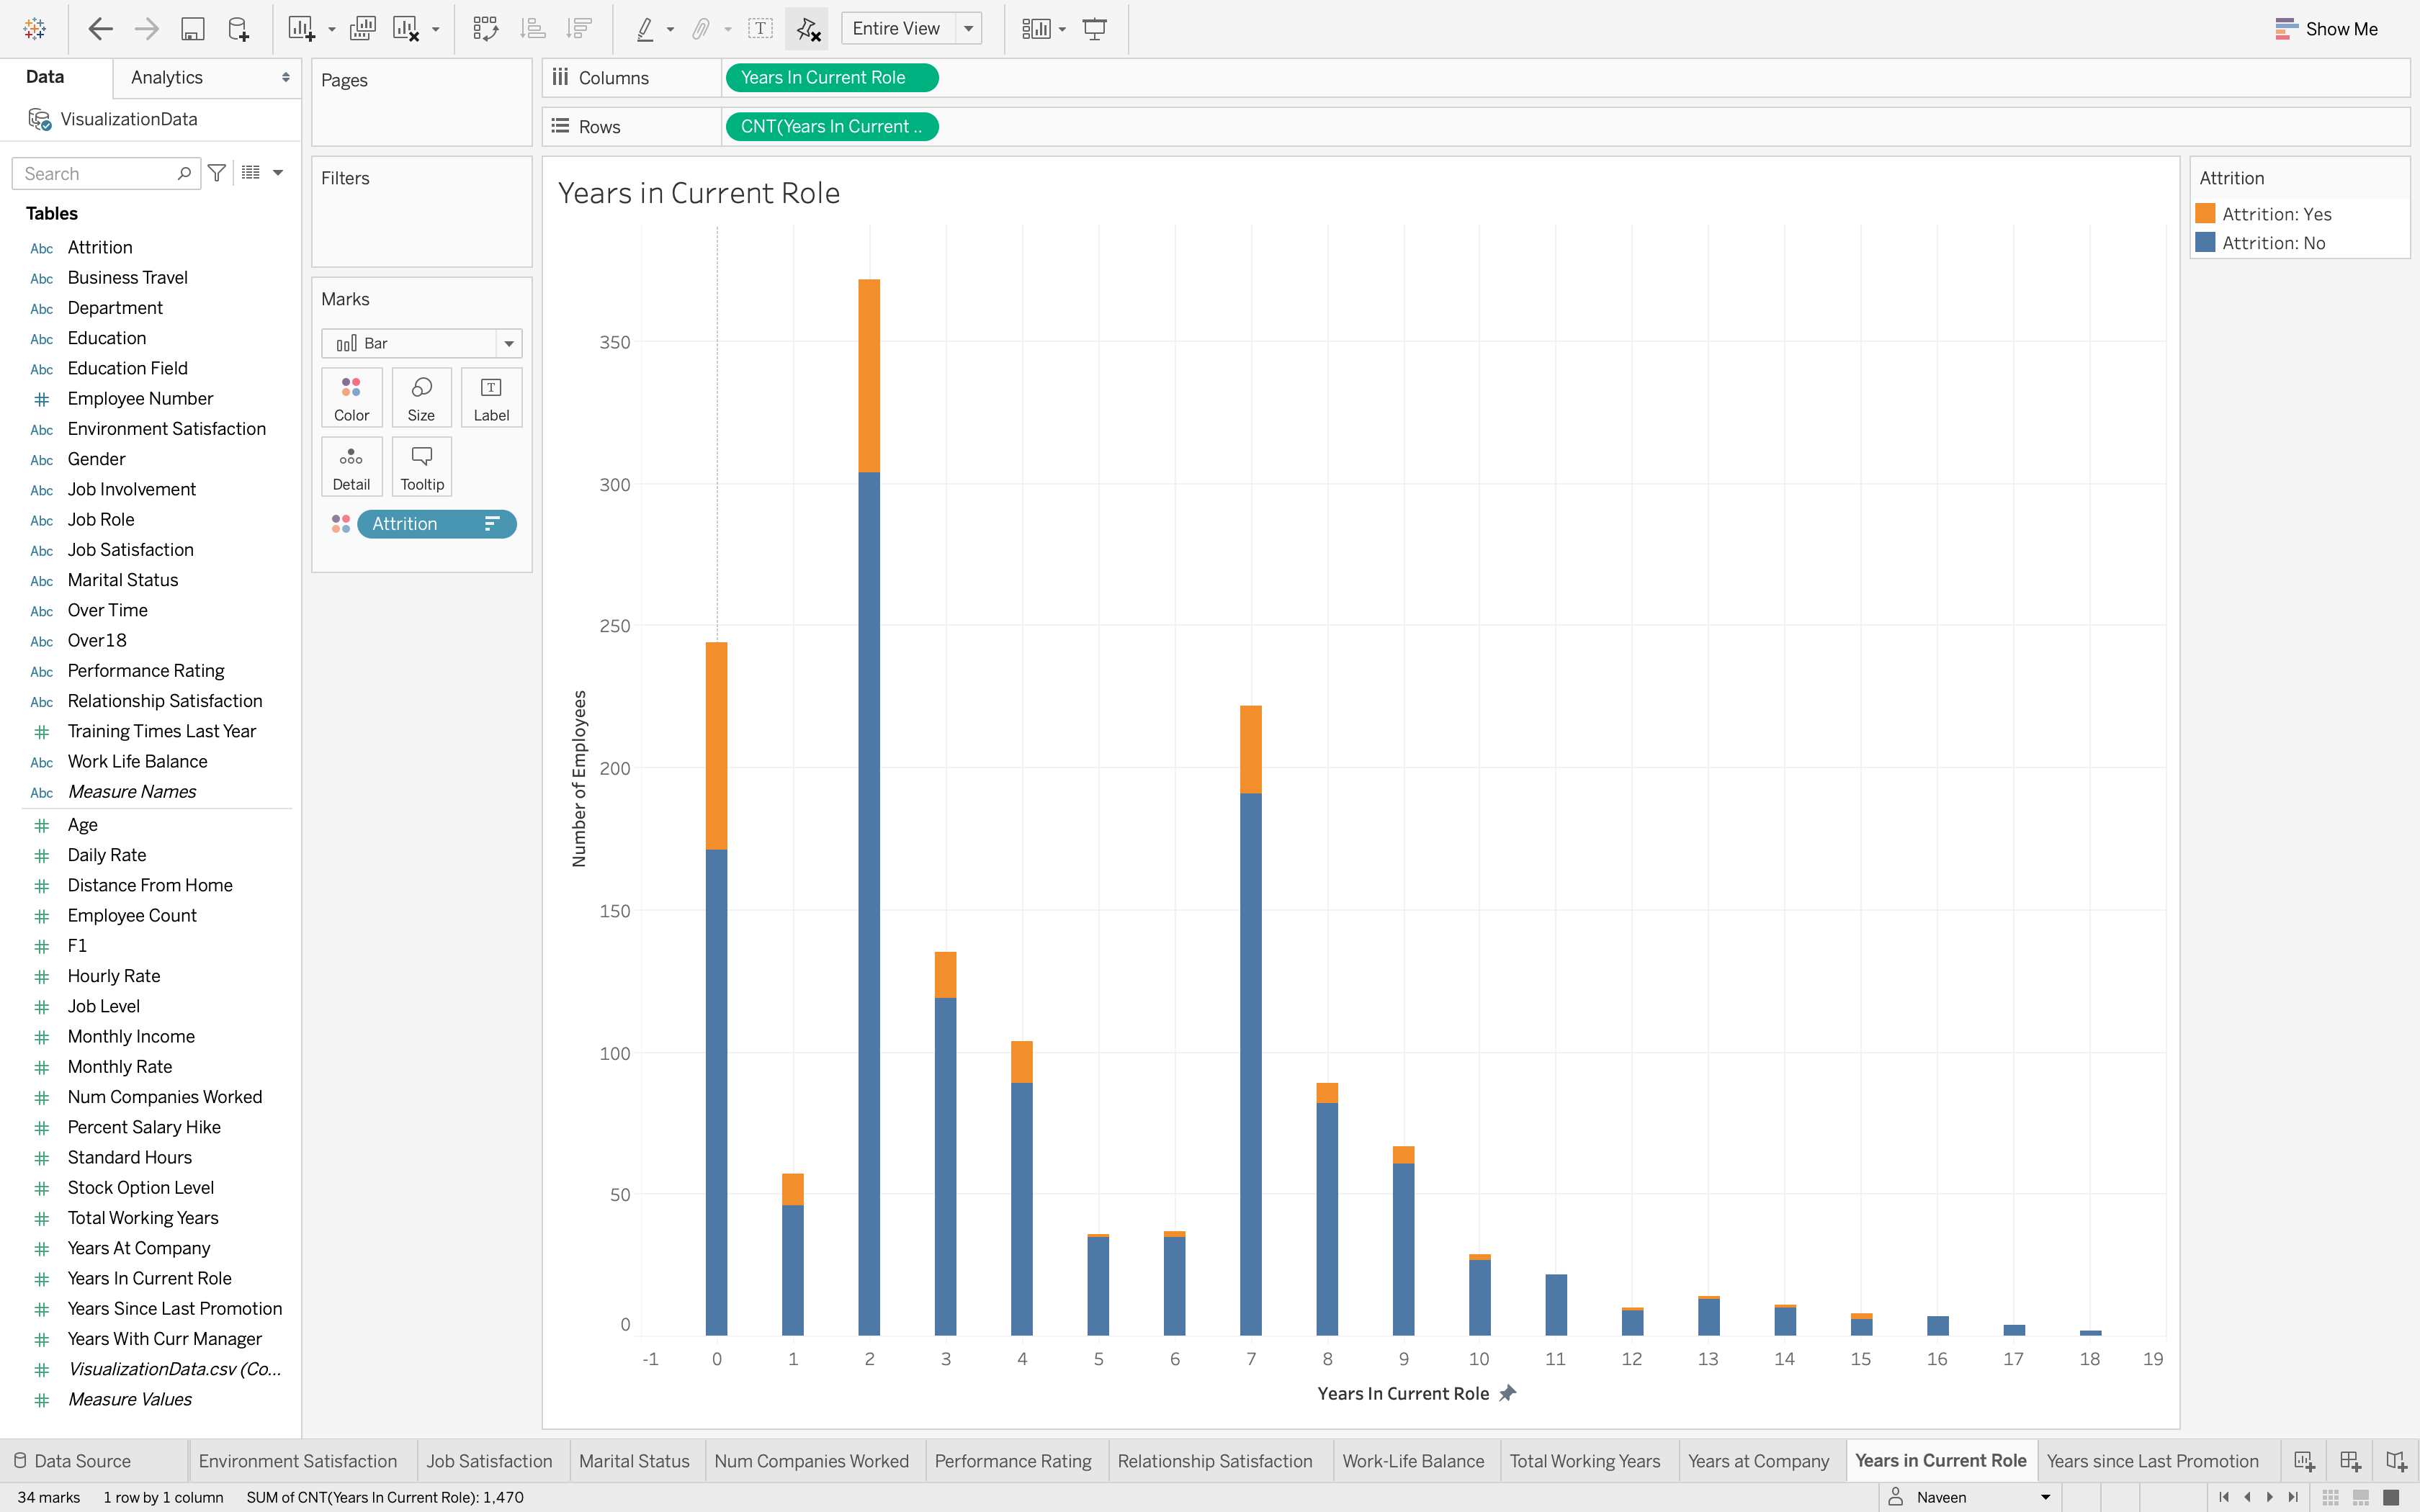 Entire View
Show Me
Data
Analytics
VisualizationData
Search
Tables
Abc Attrition
Abc Business Travel
Abc Department
Abc Education
Abc Education Field
# Employee Number
Abc Environment Satisfaction
Abc Gender
Abc Job Involvement
Abc Job Role
Abc Job Satisfaction
Abc Marital Status
Abc Over Time
Abc Over18
Abc Performance Rating
Abc Relationship Satisfaction
# Training Times Last Year
Abc Work Life Balance
Abc Measure Names
# Age
# Daily Rate
# Distance From Home
# Employee Count
# F1
# Hourly Rate
# Job Level
# Monthly Income
# Monthly Rate
# Num Companies Worked
# Percent Salary Hike
# Standard Hours
# Stock Option Level
# Total Working Years
# Years At Company
# Years In Current Role
# Years Since Last Promotion
# Years With Curr Manager
# VisualizationData.csv (Co...
# Measure Values
Pages
Filters
Marks
Bar
Color Size Label
Detail Tooltip
Attrition
Columns Years In Current Role
Rows CNT(Years In Current ..
Years in Current Role
Number of Employees
350
300
250
200
150
100
50
0
-1 0 1 2 3 4 5 6 7 8 9 10 11 12 13 14 15 16 17 18 19
Years In Current Role
Attrition
Attrition: Yes
Attrition: No
Data Source Environment Satisfaction Job Satisfaction Marital Status Num Companies Worked Performance Rating Relationship Satisfaction Work-Life Balance Total Working Years Years at Company Years in Current Role Years since Last Promotion
34 marks 1 row by 1 column SUM of CNT(Years In Current Role): 1,470 Naveen